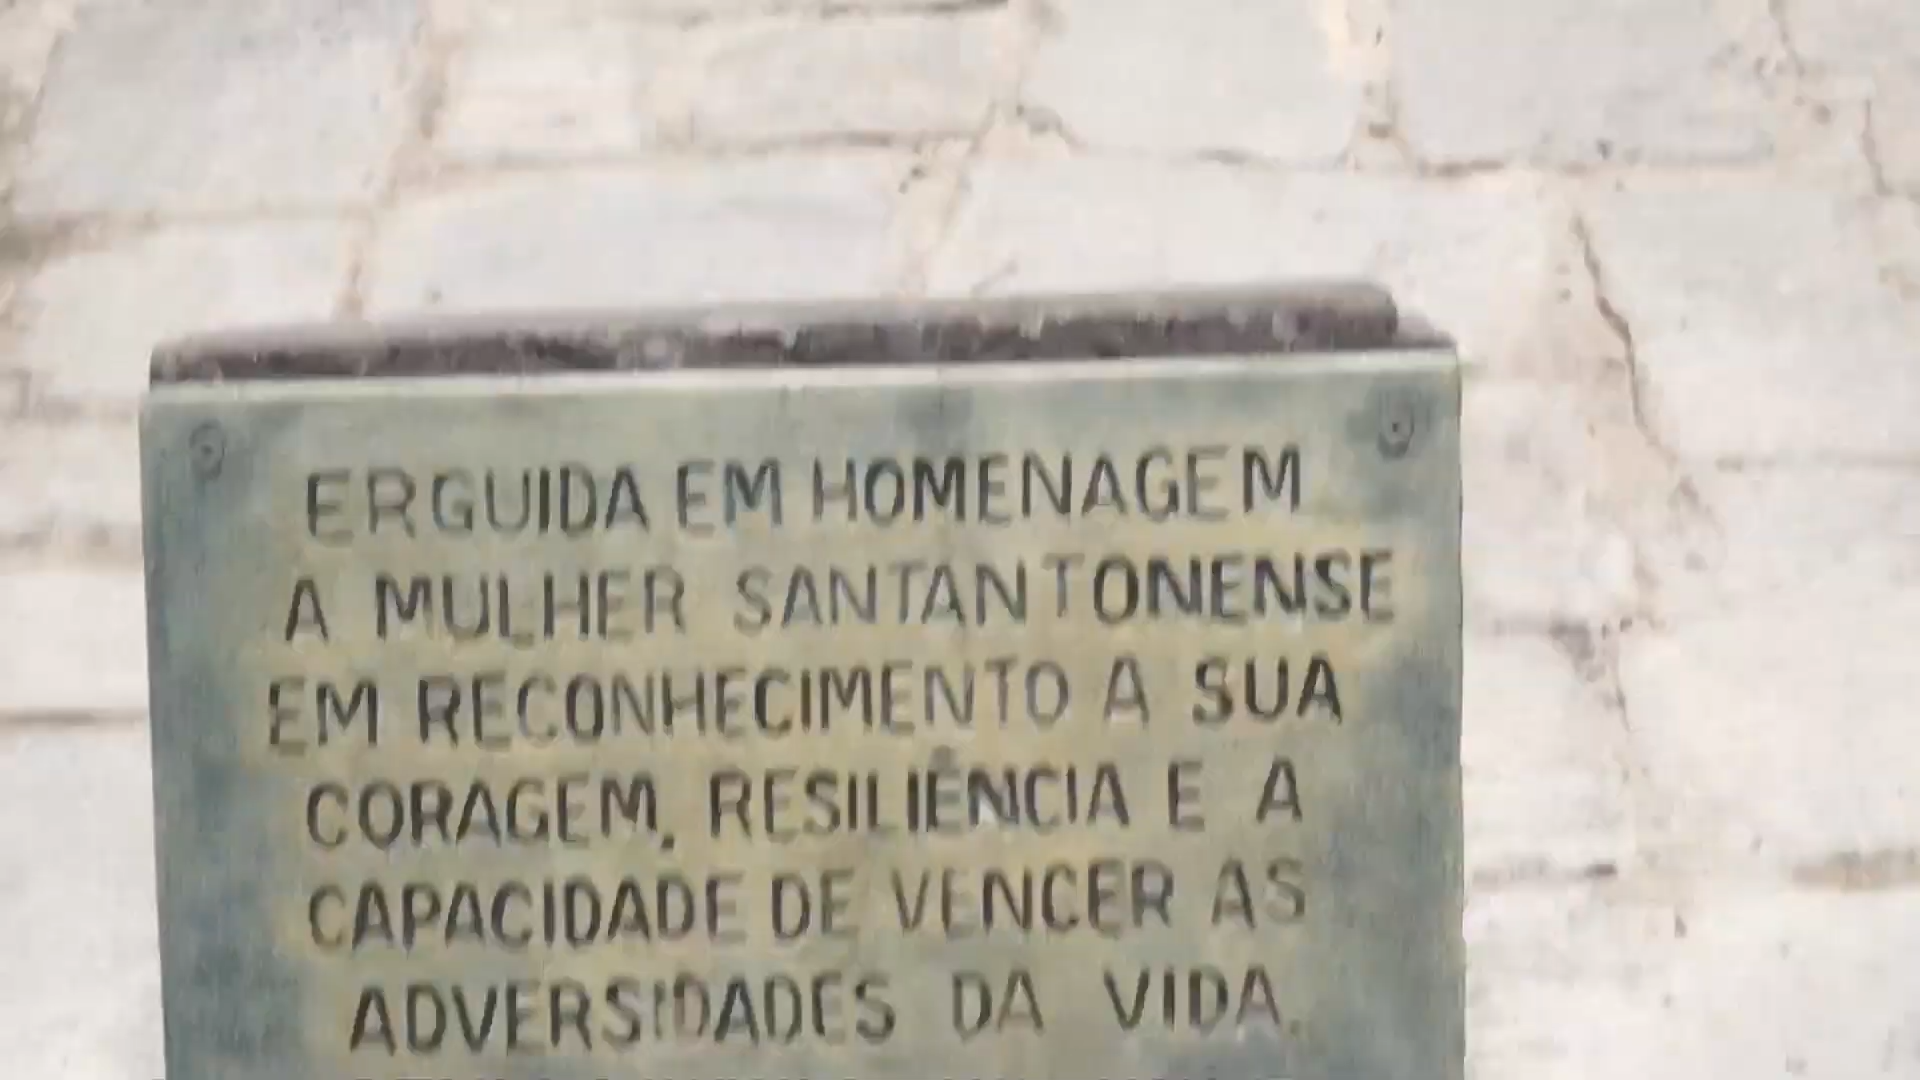 ERGUIDA EM HOMENAGEM
A MULHER SANTANTONENSE
EM RECONHECIMENTO A SUA
CORAGEM, RESILIÊNCIA E A
CAPACIDADE DE VENCER AS
ADVERSIDADES DA VIDA.